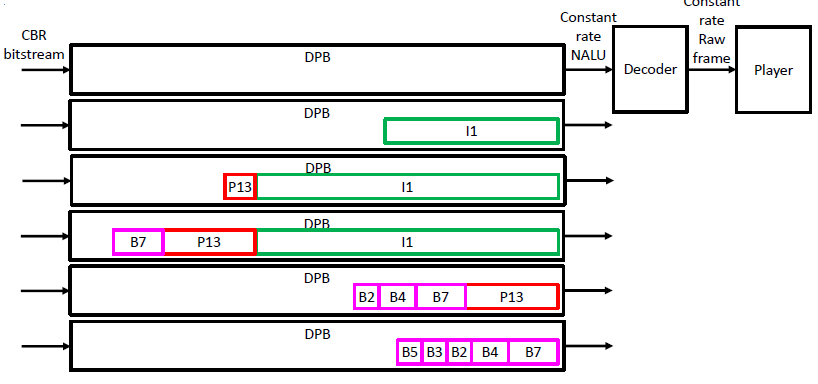 CBR
bitstream
DPB
Constant
rate
NALU
Decoder
Constant
rate
Raw
frame
Player
DPB
I1
DPB
P13
I1
DPB
B7
P13
I1
DPB
B2
B4
B7
P13
DPB
B5
B3
B2
B4
B7